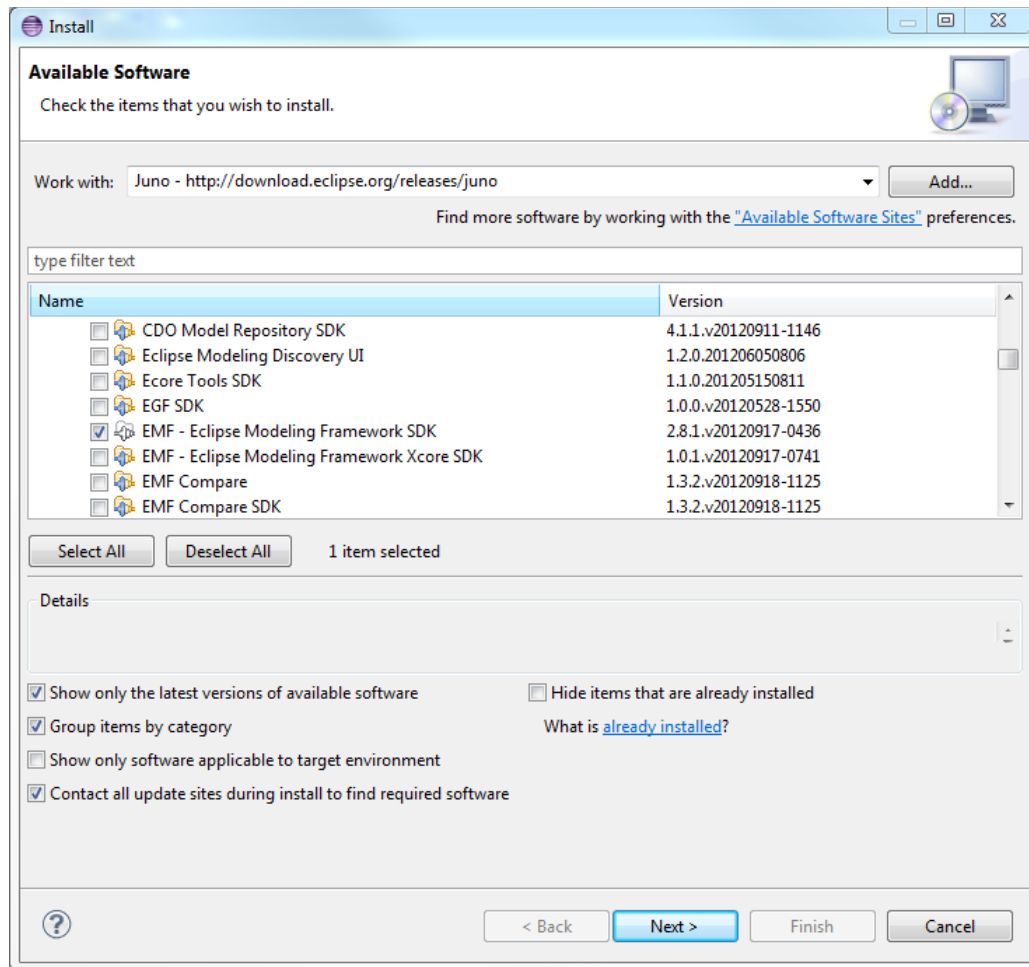 Install
Available Software
Check the items that you wish to install.
Work with: Juno - http://download.eclipse.org/releases/juno Add...
Find more software by working with the "Available Software Sites" preferences.
type filter text
Name Version
CDO Model Repository SDK 4.1.1.v20120911-1146
Eclipse Modeling Discovery UI 1.2.0.201206050806
Ecore Tools SDK 1.1.0.201205150811
EGF SDK 1.0.0.v20120528-1550
EMF - Eclipse Modeling Framework SDK 2.8.1.v20120917-0436
EMF - Eclipse Modeling Framework Xcore SDK 1.0.1.v20120917-0741
EMF Compare 1.3.2.v20120918-1125
EMF Compare SDK 1.3.2.v20120918-1125
Select All Deselect All 1 item selected
Details
Show only the latest versions of available software Hide items that are already installed
Group items by category What is already installed?
Show only software applicable to target environment
Contact all update sites during install to find required software
? < Back Next > Finish Cancel